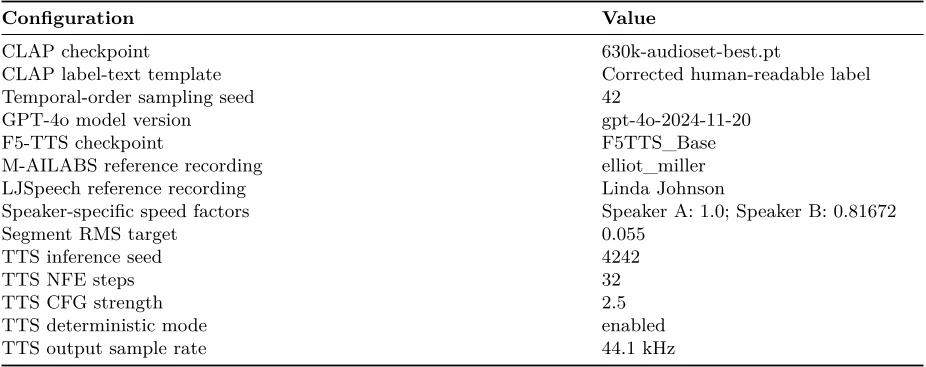 Configuration Value
CLAP checkpoint 630k-audioset-best.pt
CLAP label-text template Corrected human-readable label
Temporal-order sampling seed 42
GPT-4o model version gpt-4o-2024-11-20
F5-TTS checkpoint F5TTS_Base
M-AILABS reference recording elliot_miller
LJSpeech reference recording Linda Johnson
Speaker-specific speed factors Speaker A: 1.0; Speaker B: 0.81672
Segment RMS target 0.055
TTS inference seed 4242
TTS NFE steps 32
TTS CFG strength 2.5
TTS deterministic mode enabled
TTS output sample rate 44.1 kHz